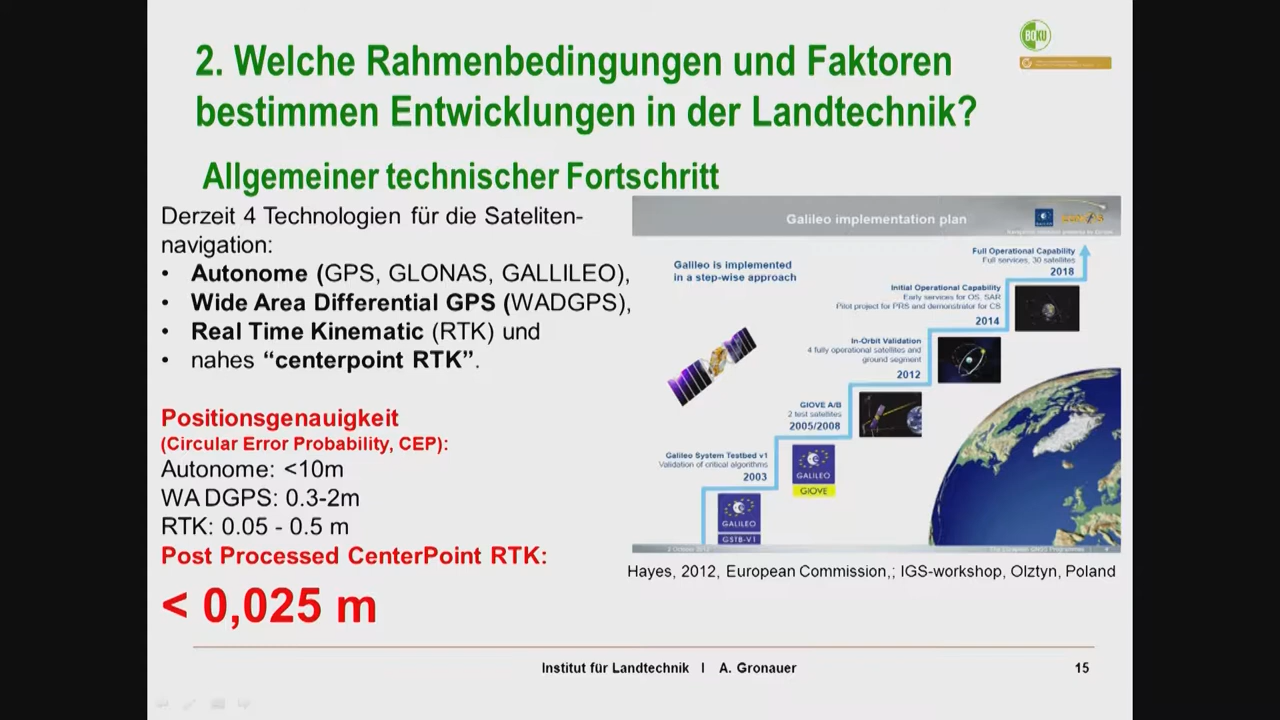 2. Welche Rahmenbedingungen und Faktoren
bestimmen Entwicklungen in der Landtechnik?
BOKU
Allgemeiner technischer Fortschritt
Derzeit 4 Technologien für die Sateliten-
navigation:
• Autonome (GPS, GLONAS, GALLILEO),
• Wide Area Differential GPS (WADGPS),
• Real Time Kinematic (RTK) und
• nahes “centerpoint RTK”.
Positionsgenauigkeit
(Circular Error Probability, CEP):
Autonome: <10m
WA DGPS: 0.3-2m
RTK: 0.05 - 0.5 m
Post Processed CenterPoint RTK:
< 0,025 m
Galileo implementation plan
Galileo is implemented
in a step-wise approach
Full Operational Capability
Full services, 30 satellites
2018
Initial Operational Capability
Early services for OS, SAR
Pilot project for PRS and demonstrator for CS
2014
In-Orbit Validation
4 fully operational satellites and
ground segment
2012
GIOVE A/B
2 test satellites
2005/2008
Galileo System Testbed v1
Validation of critical algorithms
2003
GALILEO
GIOVE
GALILEO
GSTB-V1
Hayes, 2012, European Commission,; IGS-workshop, Olztyn, Poland
Institut für Landtechnik I A. Gronauer
15